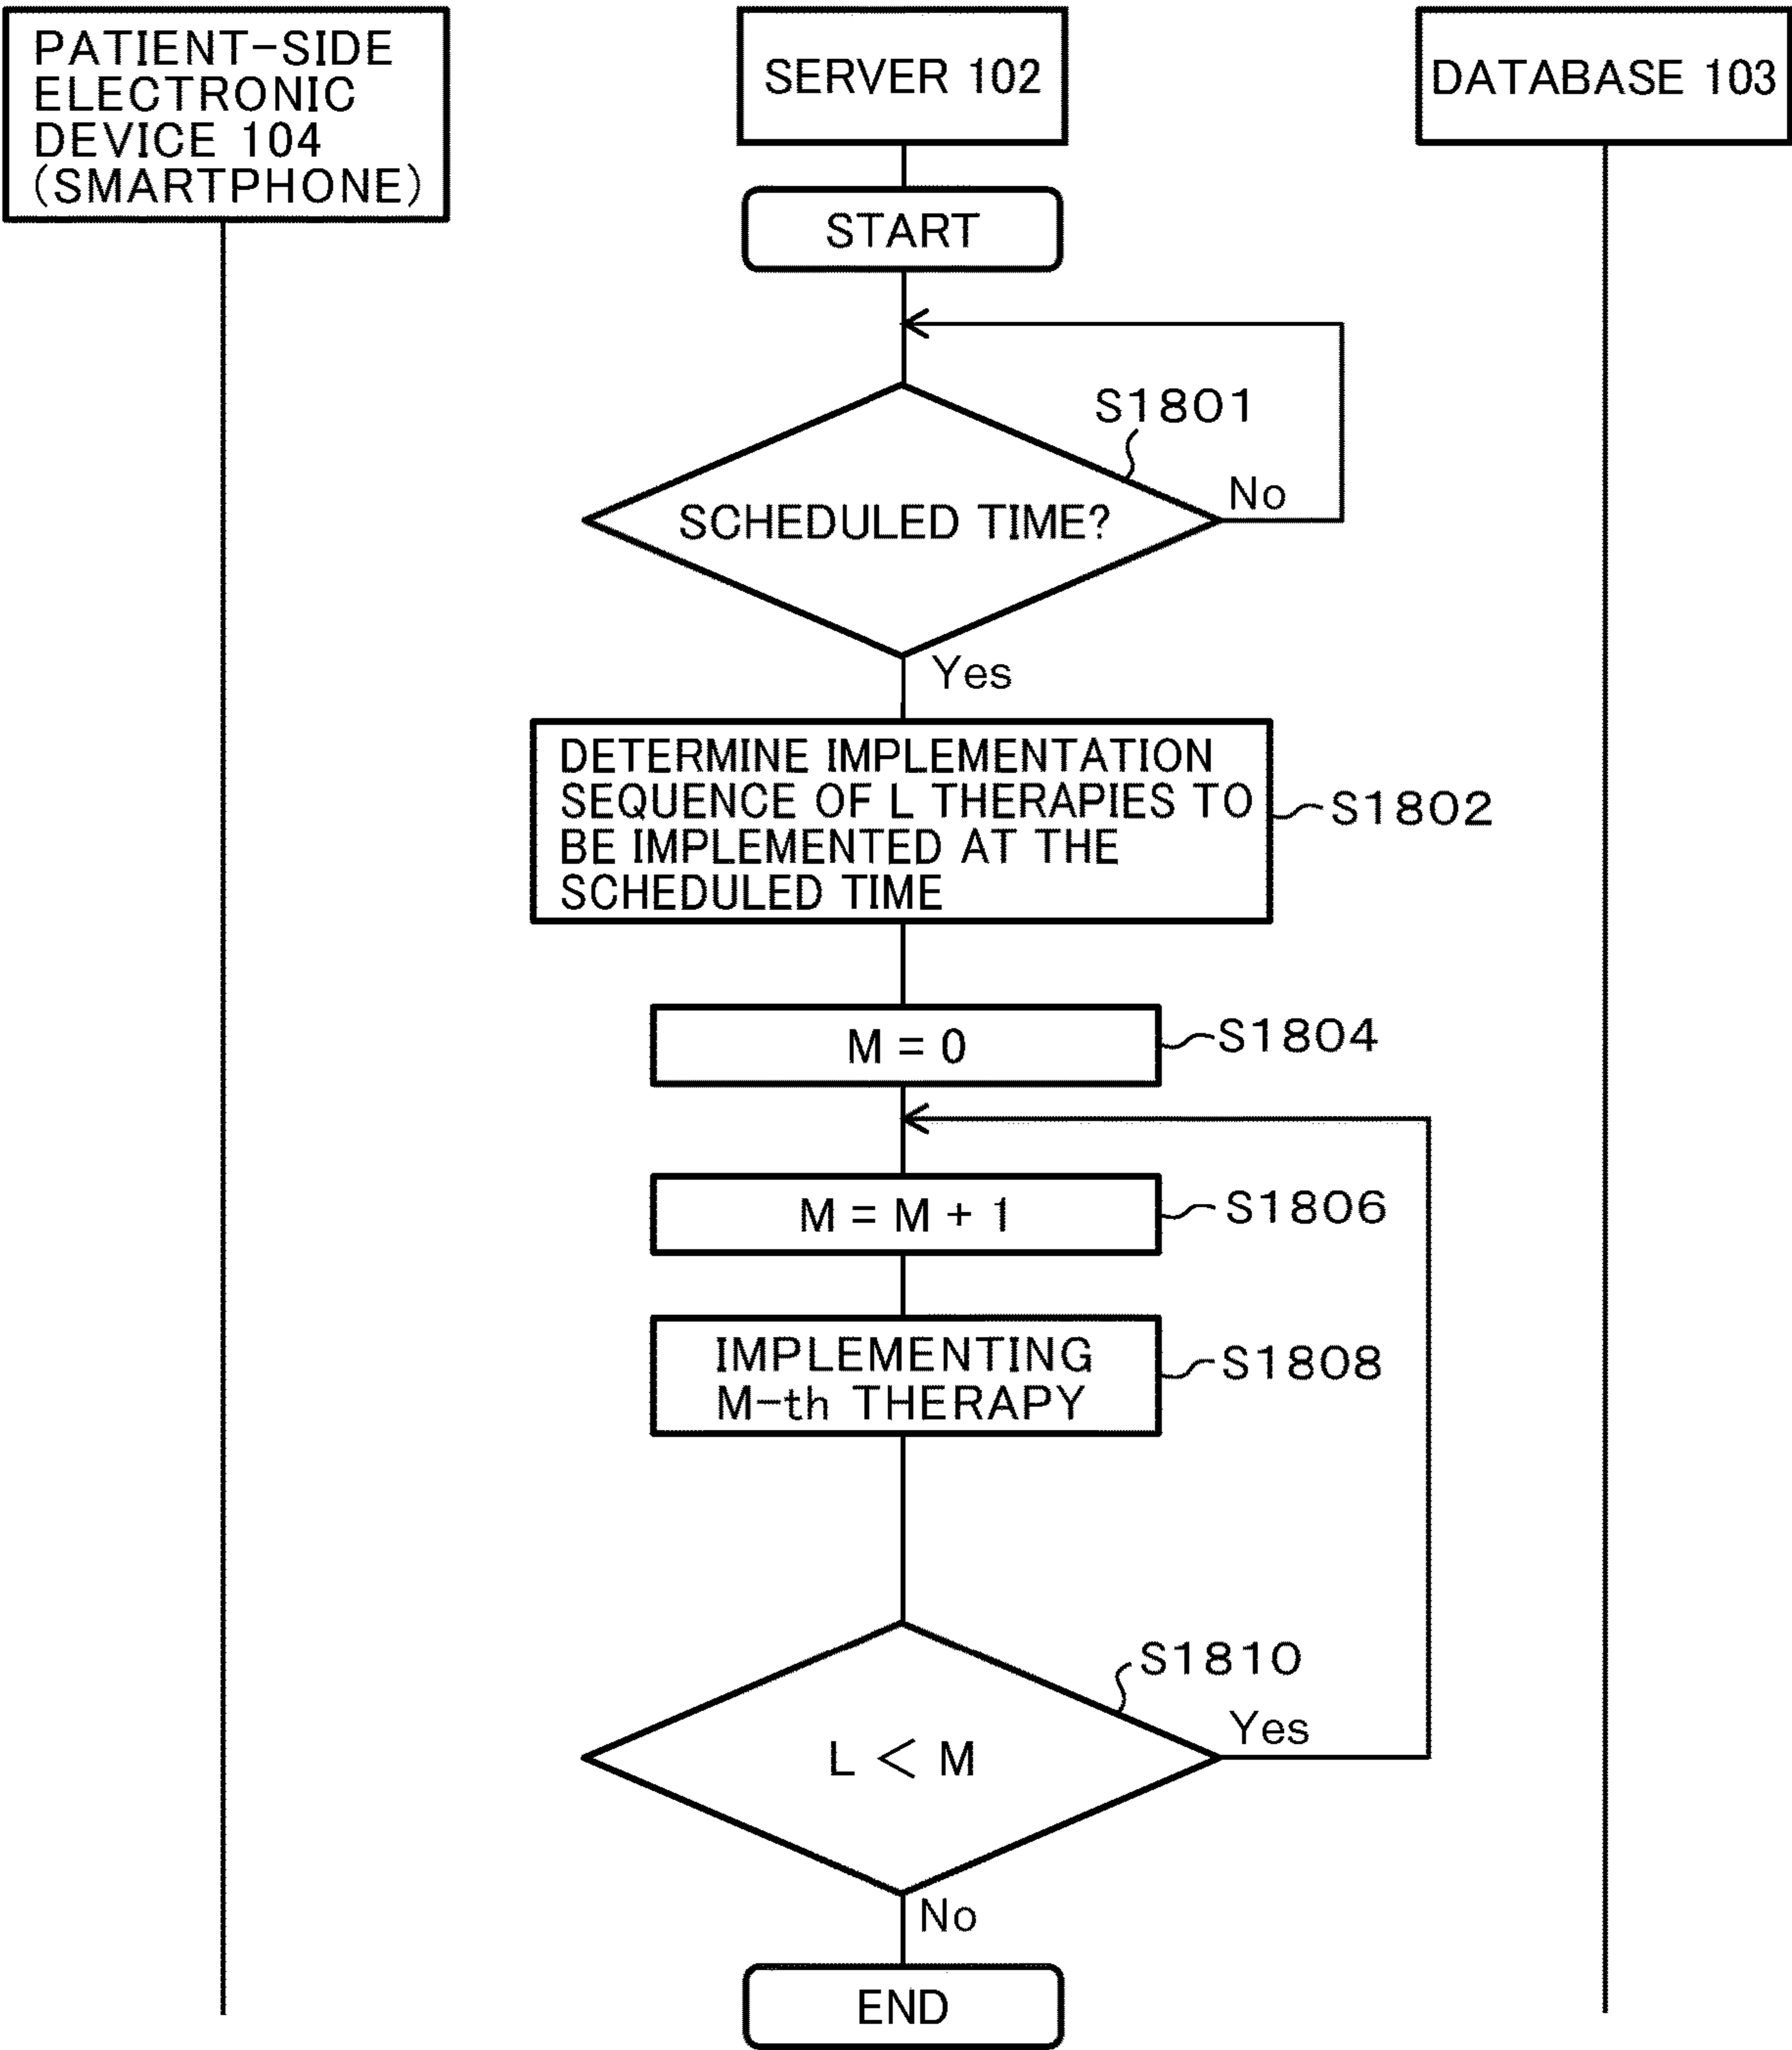 PATIENT-SIDE
ELECTRONIC
DEVICE 104
(SMARTPHONE)
SERVER 102
DATABASE 103
START
S1801
SCHEDULED TIME?
No
Yes
DETERMINE IMPLEMENTATION
SEQUENCE OF L THERAPIES TO
BE IMPLEMENTED AT THE
SCHEDULED TIME
S1802
M = 0
S1804
M = M + 1
S1806
IMPLEMENTING
M-th THERAPY
S1808
S1810
L < M
Yes
No
END